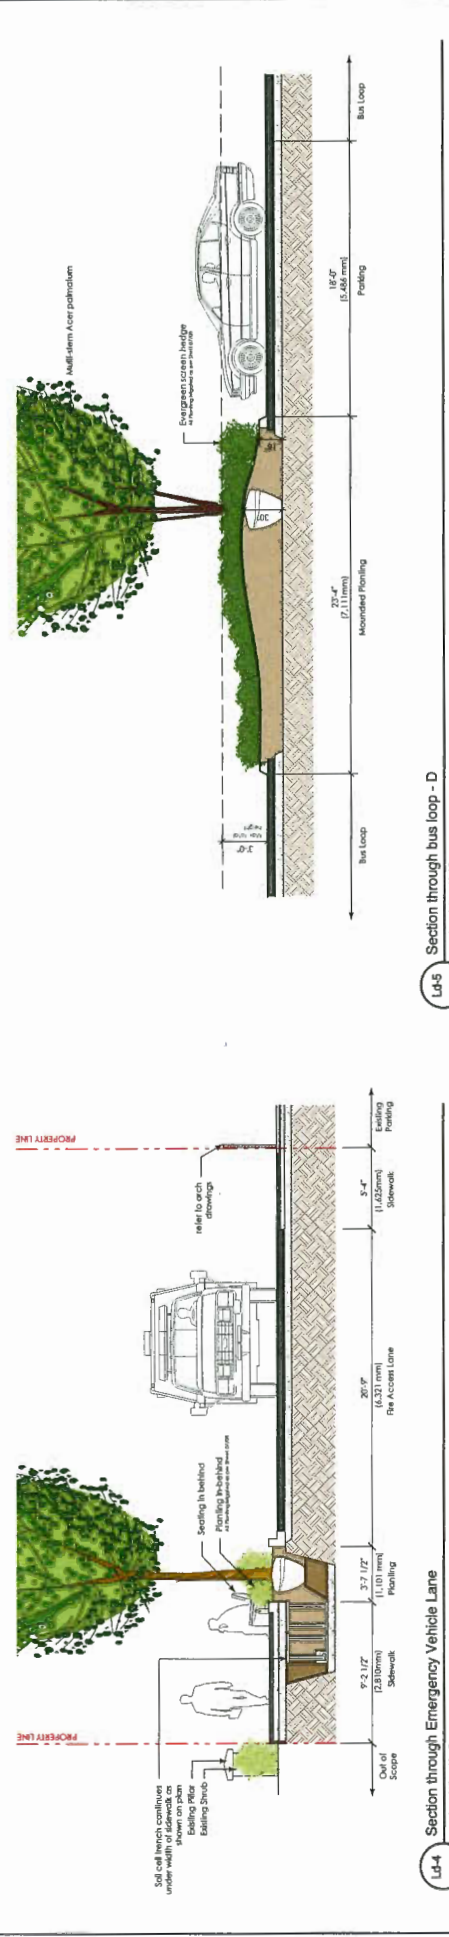 PROPERTY LINE
PROPERTY LINE
Soil cell trench continues
under width of sidewalk as
shown on plan
Existing Pillar
Existing Shrub
Seating in behind
Planting in-behind
refer to arch
drawings
Out of
Scope
9'-2 1/2"
(2,810mm)
Sidewalk
3'-7 1/2"
(1,101 mm)
Planting
20'-9"
(6,321 mm)
Fire Access Lane
5'-4"
(1,625mm)
Sidewalk
Existing
Parking
Ld-4
Section through Emergency Vehicle Lane
Multi-stem Acer palmatum
Evergreen screen hedge
3'-0"
height
30"
18"
Bus Loop
23'-4"
(7,111mm)
Mounded Planting
18'-0"
(5,486 mm)
Parking
Bus Loop
Ld-5
Section through bus loop - D